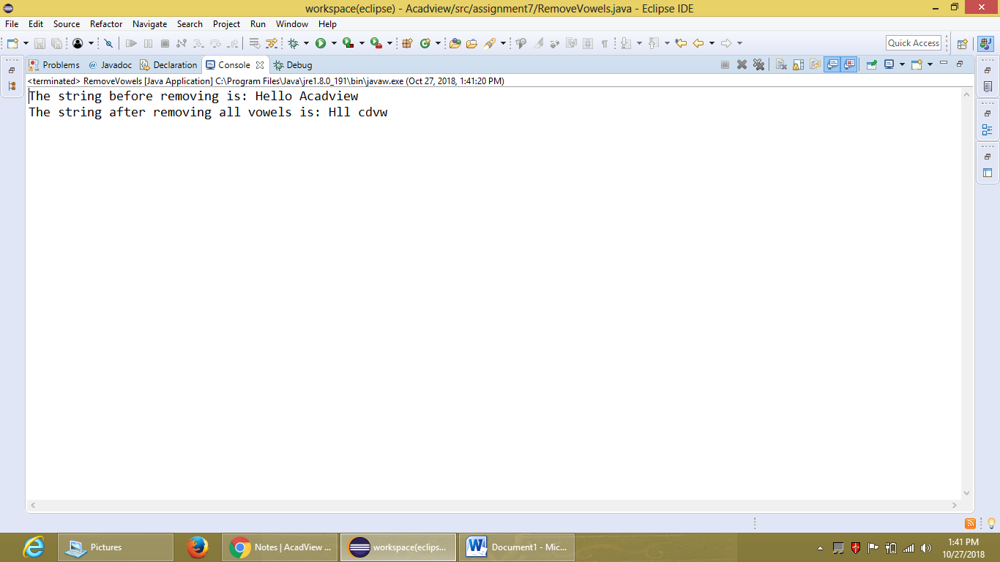 workspace(eclipse) - Acadview/src/assignment7/RemoveVowels.java - Eclipse IDE
File Edit Source Refactor Navigate Search Project Run Window Help
Quick Access
Problems @ Javadoc Declaration Console Debug
<terminated> RemoveVowels [Java Application] C:\Program Files\Java\jre1.8.0_191\bin\javaw.exe (Oct 27, 2018, 1:41:20 PM)
The string before removing is: Hello Acadview
The string after removing all vowels is: Hll cdvw
Pictures
Notes | AcadView ...
workspace(eclips...
Document1 - Mic...
1:41 PM
10/27/2018